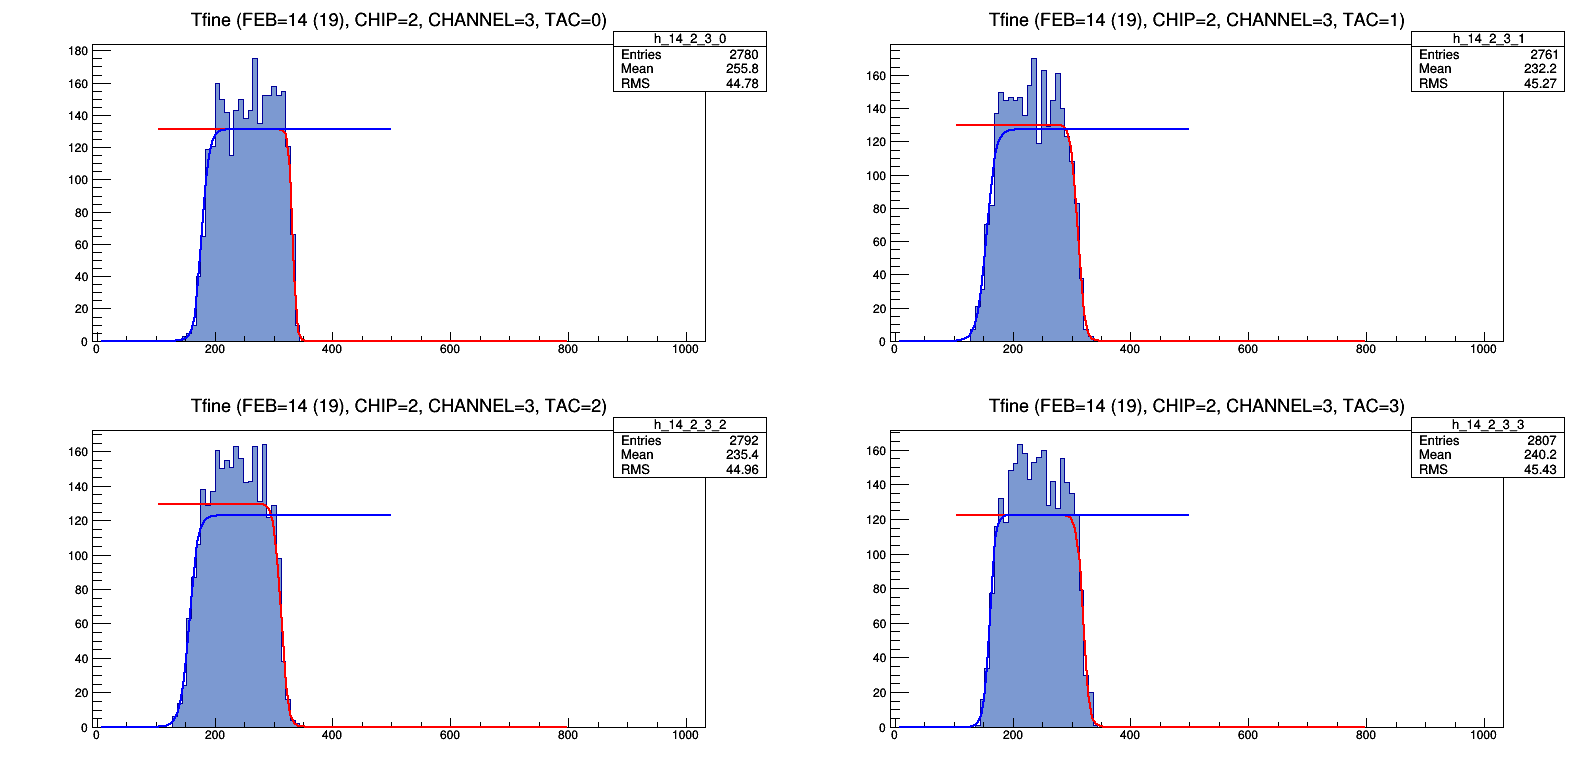 Tfine (FEB=14 (19), CHIP=2, CHANNEL=3, TAC=0)
h_14_2_3_0
Entries 2780
Mean 255.8
RMS 44.78
180
160
140
120
100
80
60
40
20
0
0 200 400 600 800 1000
Tfine (FEB=14 (19), CHIP=2, CHANNEL=3, TAC=1)
h_14_2_3_1
Entries 2761
Mean 232.2
RMS 45.27
160
140
120
100
80
60
40
20
0
0 200 400 600 800 1000
Tfine (FEB=14 (19), CHIP=2, CHANNEL=3, TAC=2)
h_14_2_3_2
Entries 2792
Mean 235.4
RMS 44.96
160
140
120
100
80
60
40
20
0
0 200 400 600 800 1000
Tfine (FEB=14 (19), CHIP=2, CHANNEL=3, TAC=3)
h_14_2_3_3
Entries 2807
Mean 240.2
RMS 45.43
160
140
120
100
80
60
40
20
0
0 200 400 600 800 1000